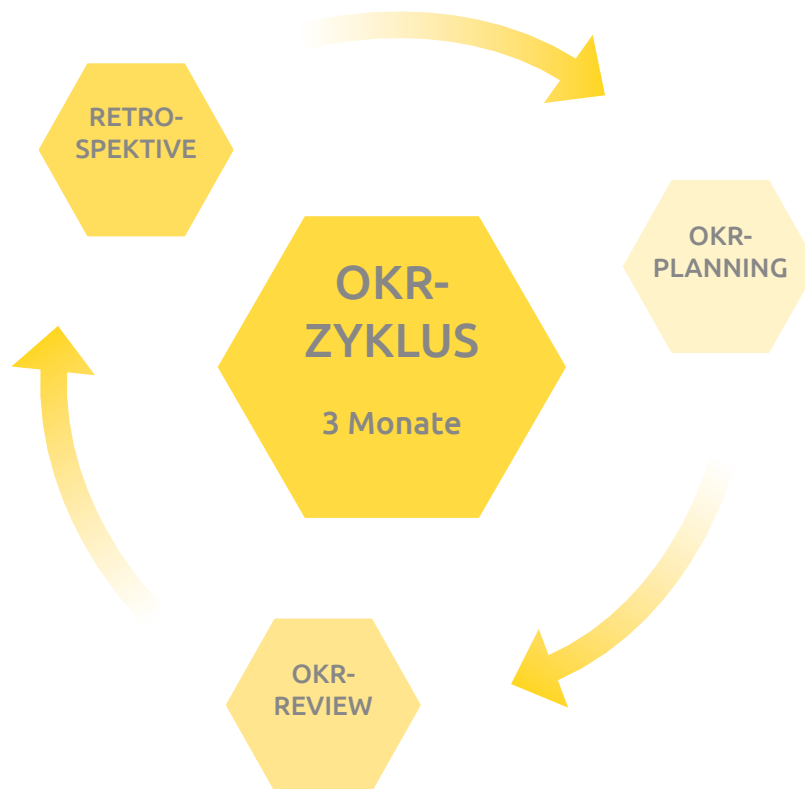 RETRO-
SPEKTIVE
OKR-
PLANNING
OKR-
ZYKLUS
3 Monate
OKR-
REVIEW